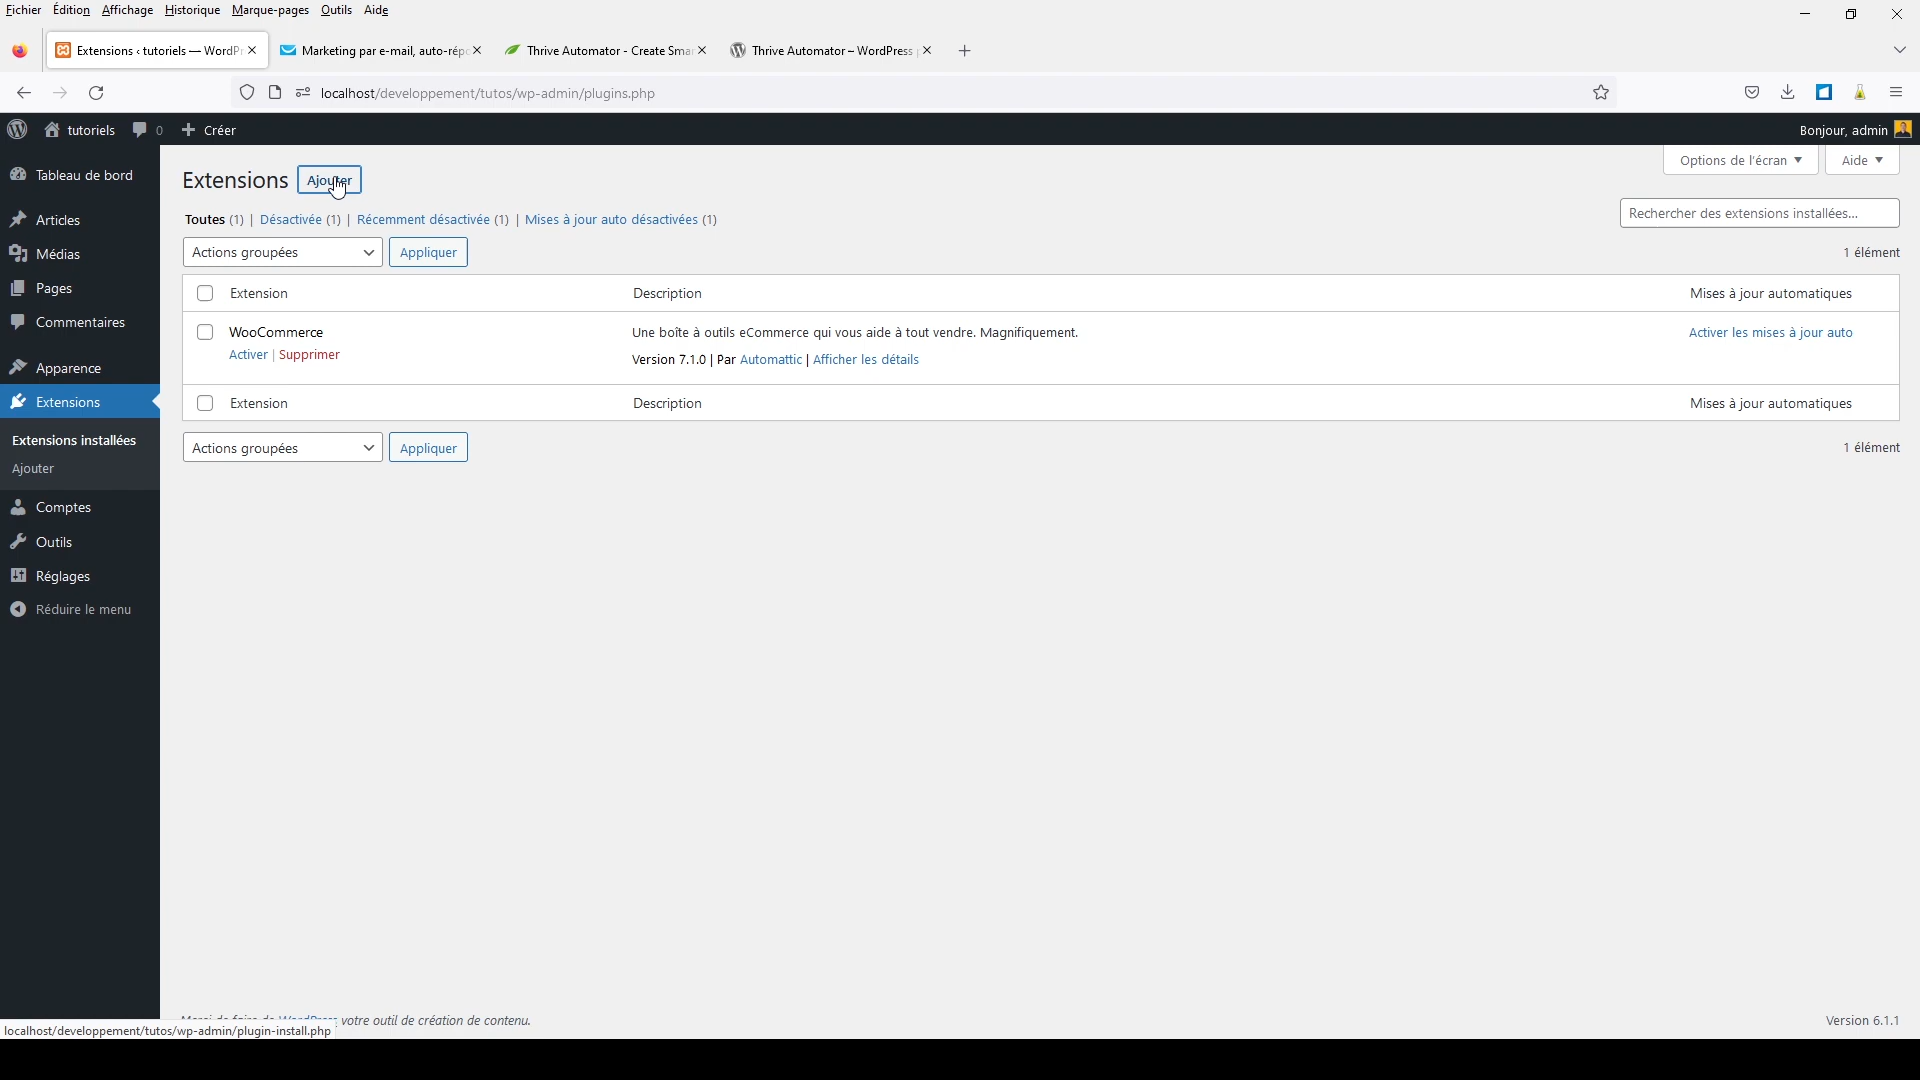 Fichier Édition Affichage Historique Marque-pages Outils Aide
Extensions ‹ tutoriels — WordPr
Marketing par e-mail, auto-rép
Thrive Automator - Create Smar
Thrive Automator – WordPress
localhost/developpement/tutos/wp-admin/plugins.php
tutoriels 0 Créer
Bonjour, admin
Options de l'écran
Aide
Tableau de bord
Articles
Médias
Pages
Commentaires
Apparence
Extensions
Extensions installées
Ajouter
Comptes
Outils
Réglages
Réduire le menu
Extensions Ajouter
Toutes (1) | Désactivée (1) | Récemment désactivée (1) | Mises à jour auto désactivées (1)
Rechercher des extensions installées...
Actions groupées Appliquer
1 élément
Extension Description Mises à jour automatiques
WooCommerce
Activer | Supprimer
Une boîte à outils eCommerce qui vous aide à tout vendre. Magnifiquement.
Version 7.1.0 | Par Automattic | Afficher les détails
Activer les mises à jour auto
Extension Description Mises à jour automatiques
Actions groupées Appliquer
1 élément
votre outil de création de contenu.
Version 6.1.1
localhost/developpement/tutos/wp-admin/plugin-install.php